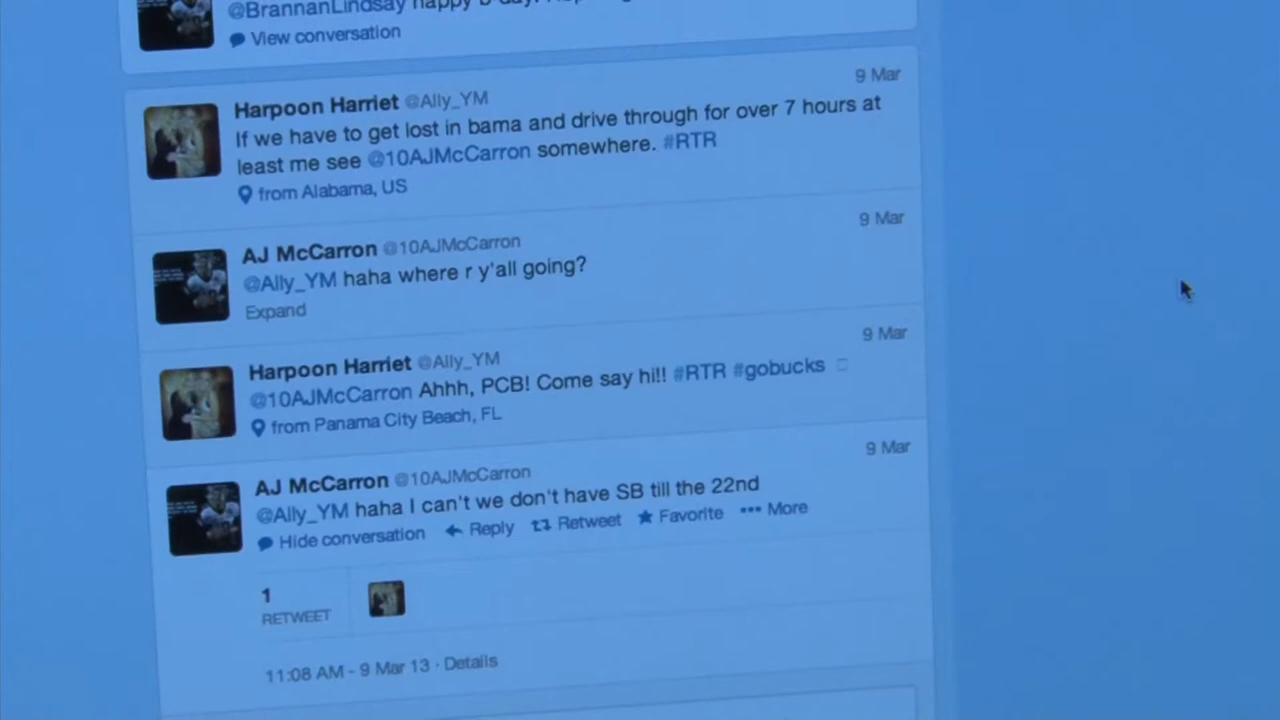 @BrannanLindsay happy
View conversation
Harpoon Harriet @Ally_YM 9 Mar
If we have to get lost in bama and drive through for over 7 hours at
least me see @10AJMcCarron somewhere. #RTR
from Alabama, US
AJ McCarron @10AJMcCarron 9 Mar
@Ally_YM haha where r y'all going?
Expand
Harpoon Harriet @Ally_YM 9 Mar
@10AJMcCarron Ahhh, PCB! Come say hi!! #RTR #gobucks
from Panama City Beach, FL
AJ McCarron @10AJMcCarron 9 Mar
@Ally_YM haha I can't we don't have SB till the 22nd
Hide conversation Reply Retweet Favorite ••• More
1
RETWEET
11:08 AM - 9 Mar 13 · Details